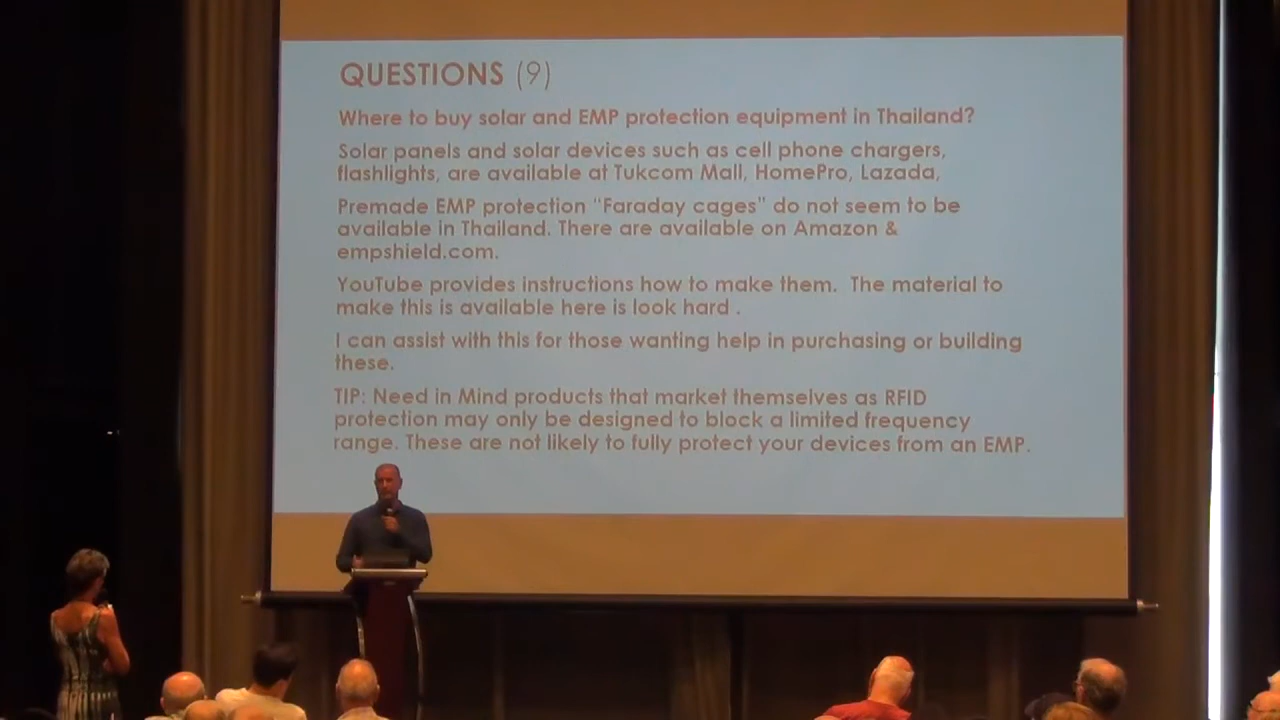 QUESTIONS (9)
Where to buy solar and EMP protection equipment in Thailand?
Solar panels and solar devices such as cell phone chargers,
flashlights, are available at Tukcom Mall, HomePro, Lazada,
Premade EMP protection “Faraday cages” do not seem to be
available in Thailand. There are available on Amazon &
empshield.com.
YouTube provides instructions how to make them. The material to
make this is available here is look hard .
I can assist with this for those wanting help in purchasing or building
these.
TIP: Need in Mind products that market themselves as RFID
protection may only be designed to block a limited frequency
range. These are not likely to fully protect your devices from an EMP.